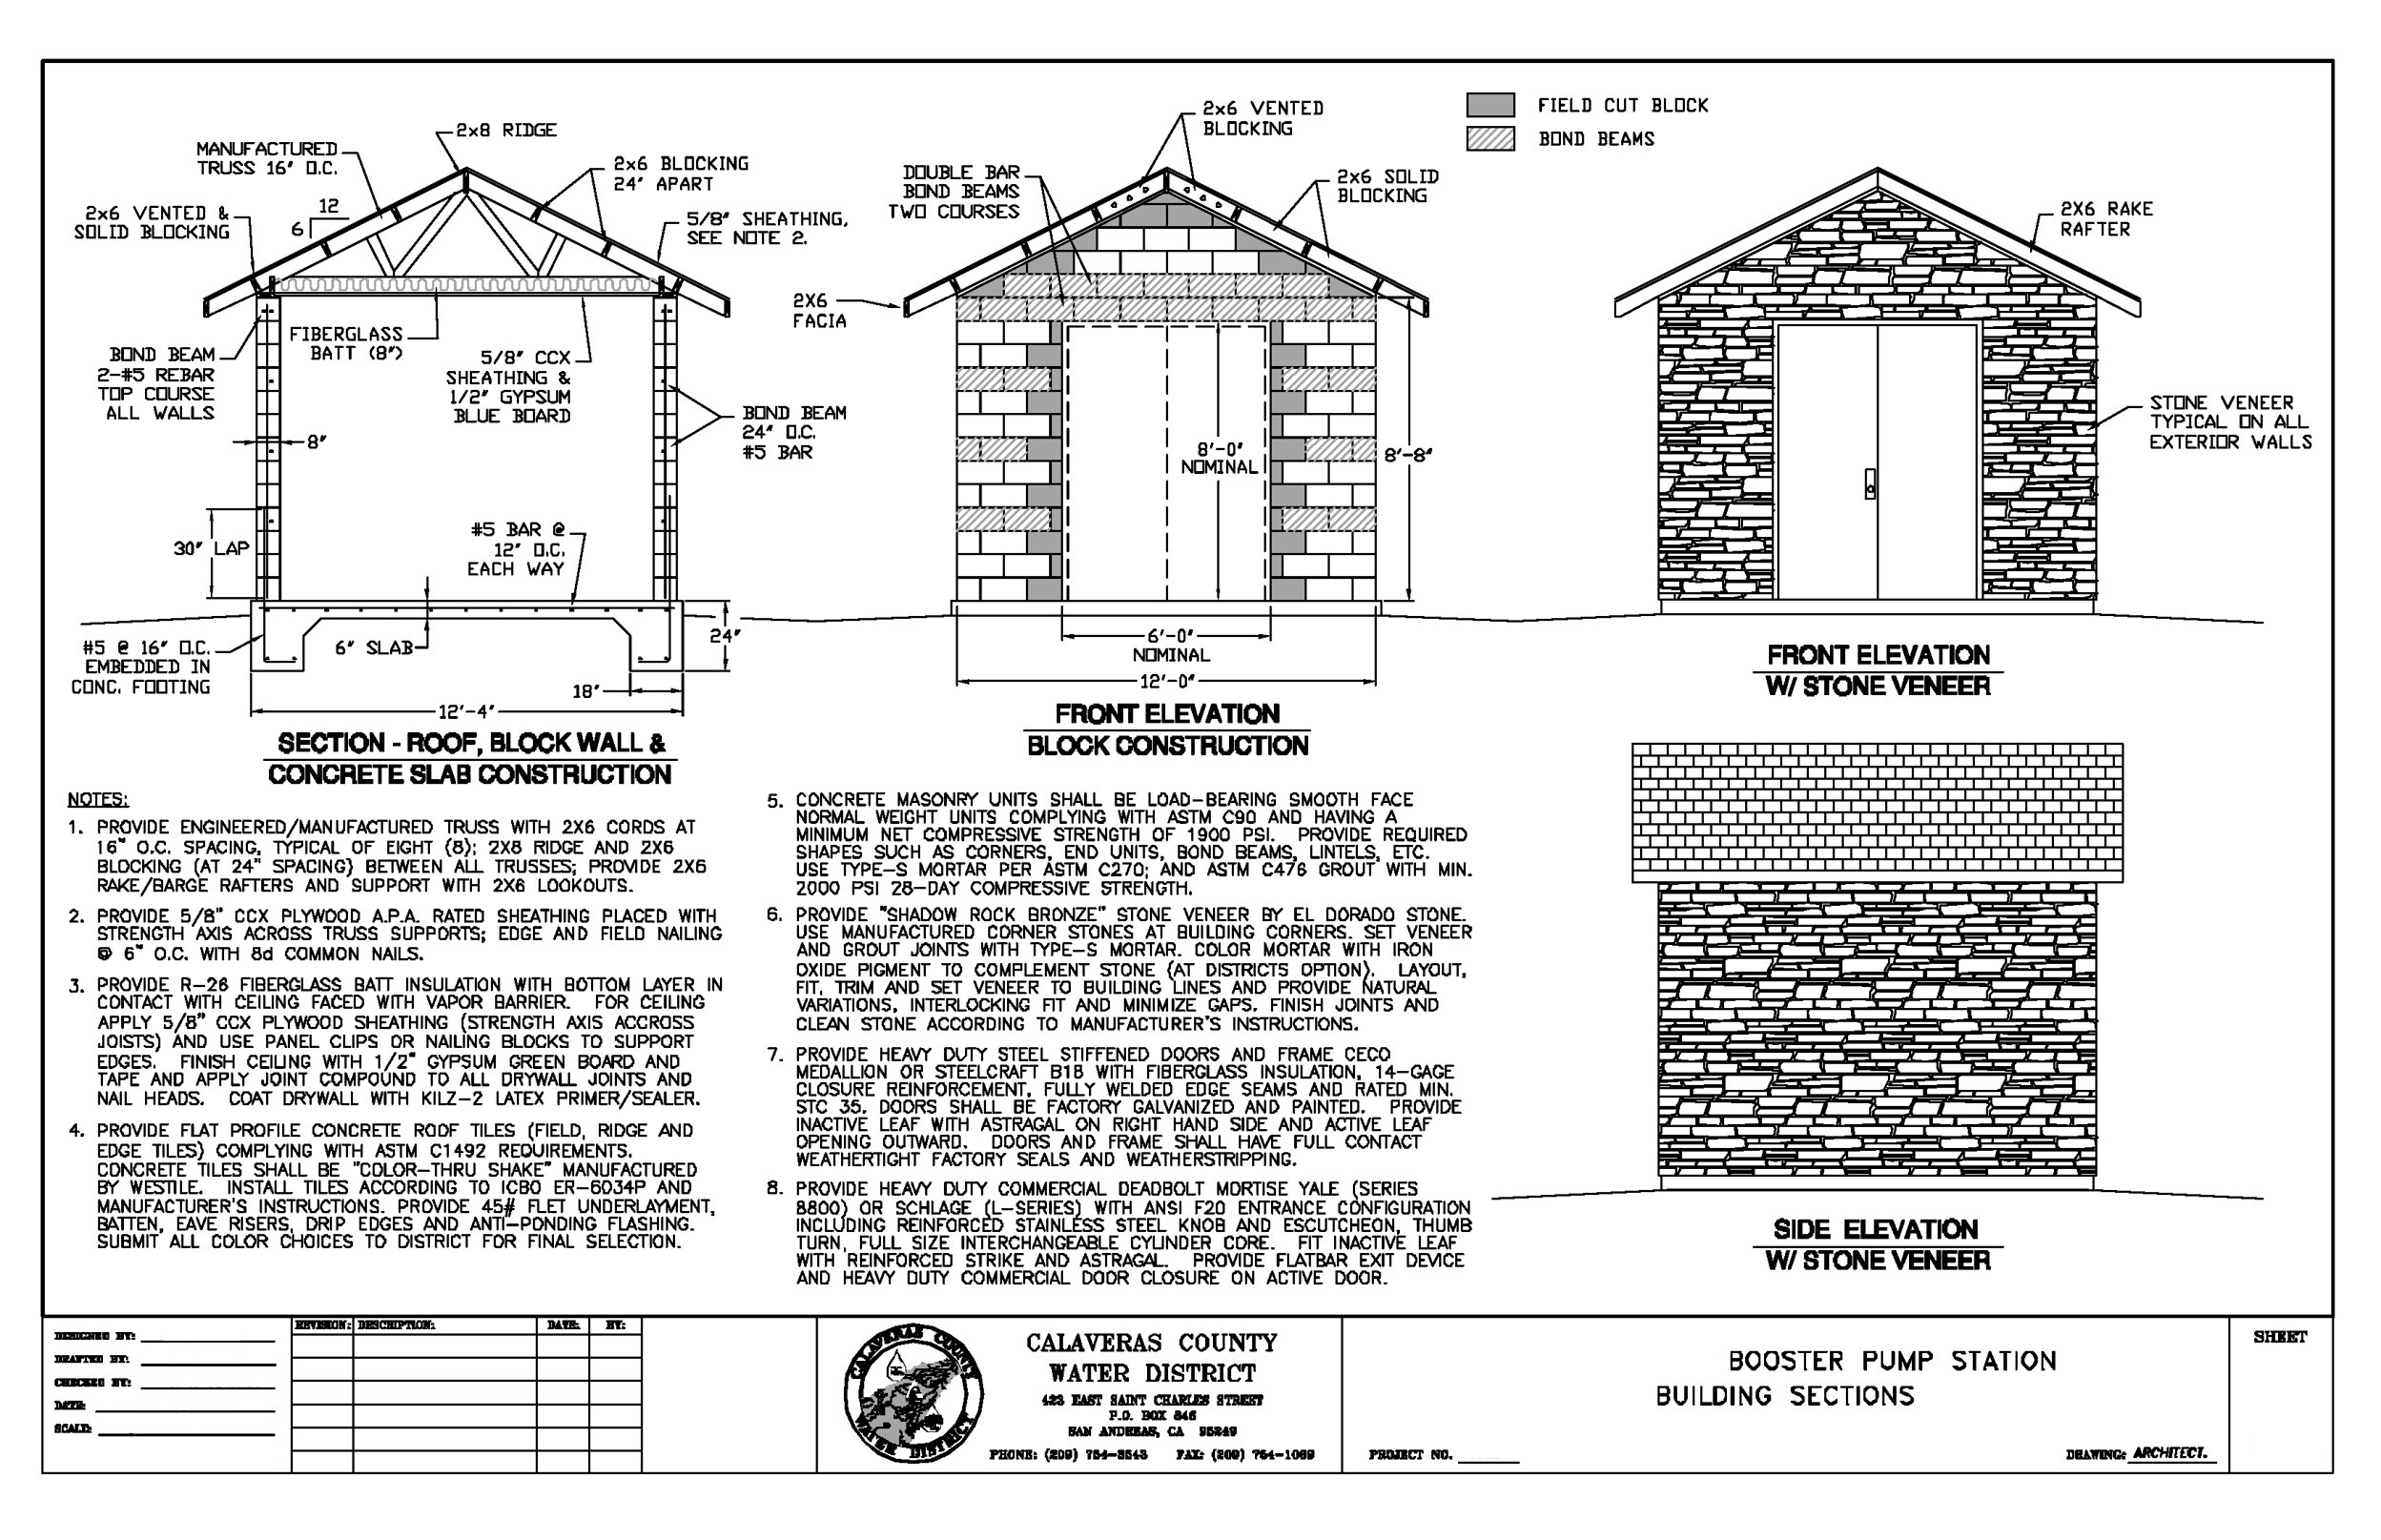 2x8 RIDGE
MANUFACTURED
TRUSS 16" O.C.
2x6 BLOCKING
24" APART
2x6 VENTED &
SOLID BLOCKING
12
6
5/8" SHEATHING,
SEE NOTE 2.
FIBERGLASS
BATT (8")
BOND BEAM
2-#5 REBAR
TOP COURSE
ALL WALLS
5/8" CCX
SHEATHING &
1/2" GYPSUM
BLUE BOARD
BOND BEAM
24" O.C.
#5 BAR
8"
30" LAP
#5 BAR @
12" O.C.
EACH WAY
#5 @ 16" O.C.
EMBEDDED IN
CONC. FOOTING
6" SLAB
24"
18"
12'-4"
SECTION - ROOF, BLOCK WALL &
CONCRETE SLAB CONSTRUCTION
2x6 VENTED
BLOCKING
DOUBLE BAR
BOND BEAMS
TWO COURSES
2x6 SOLID
BLOCKING
2X6
FACIA
8'-0"
NOMINAL
8'-8"
6'-0"
NOMINAL
12'-0"
FRONT ELEVATION
BLOCK CONSTRUCTION
FIELD CUT BLOCK
BOND BEAMS
2X6 RAKE
RAFTER
STONE VENEER
TYPICAL ON ALL
EXTERIOR WALLS
FRONT ELEVATION
W/ STONE VENEER
SIDE ELEVATION
W/ STONE VENEER
NOTES:
1. PROVIDE ENGINEERED/MANUFACTURED TRUSS WITH 2X6 CORDS AT
16" O.C. SPACING, TYPICAL OF EIGHT (8); 2X8 RIDGE AND 2X6
BLOCKING (AT 24" SPACING) BETWEEN ALL TRUSSES; PROVIDE 2X6
RAKE/BARGE RAFTERS AND SUPPORT WITH 2X6 LOOKOUTS.
2. PROVIDE 5/8" CCX PLYWOOD A.P.A. RATED SHEATHING PLACED WITH
STRENGTH AXIS ACROSS TRUSS SUPPORTS; EDGE AND FIELD NAILING
@ 6" O.C. WITH 8d COMMON NAILS.
3. PROVIDE R-26 FIBERGLASS BATT INSULATION WITH BOTTOM LAYER IN
CONTACT WITH CEILING FACED WITH VAPOR BARRIER. FOR CEILING
APPLY 5/8" CCX PLYWOOD SHEATHING (STRENGTH AXIS ACCROSS
JOISTS) AND USE PANEL CLIPS OR NAILING BLOCKS TO SUPPORT
EDGES. FINISH CEILING WITH 1/2" GYPSUM GREEN BOARD AND
TAPE AND APPLY JOINT COMPOUND TO ALL DRYWALL JOINTS AND
NAIL HEADS. COAT DRYWALL WITH KILZ-2 LATEX PRIMER/SEALER.
4. PROVIDE FLAT PROFILE CONCRETE ROOF TILES (FIELD, RIDGE AND
EDGE TILES) COMPLYING WITH ASTM C1492 REQUIREMENTS.
CONCRETE TILES SHALL BE "COLOR-THRU SHAKE" MANUFACTURED
BY WESTILE. INSTALL TILES ACCORDING TO ICBO ER-6034P AND
MANUFACTURER'S INSTRUCTIONS. PROVIDE 45# FLET UNDERLAYMENT,
BATTEN, EAVE RISERS, DRIP EDGES AND ANTI-PONDING FLASHING.
SUBMIT ALL COLOR CHOICES TO DISTRICT FOR FINAL SELECTION.
5. CONCRETE MASONRY UNITS SHALL BE LOAD-BEARING SMOOTH FACE
NORMAL WEIGHT UNITS COMPLYING WITH ASTM C90 AND HAVING A
MINIMUM NET COMPRESSIVE STRENGTH OF 1900 PSI. PROVIDE REQUIRED
SHAPES SUCH AS CORNERS, END UNITS, BOND BEAMS, LINTELS, ETC.
USE TYPE-S MORTAR PER ASTM C270; AND ASTM C476 GROUT WITH MIN.
2000 PSI 28-DAY COMPRESSIVE STRENGTH.
6. PROVIDE "SHADOW ROCK BRONZE" STONE VENEER BY EL DORADO STONE.
USE MANUFACTURED CORNER STONES AT BUILDING CORNERS. SET VENEER
AND GROUT JOINTS WITH TYPE-S MORTAR. COLOR MORTAR WITH IRON
OXIDE PIGMENT TO COMPLEMENT STONE (AT DISTRICTS OPTION). LAYOUT,
FIT, TRIM AND SET VENEER TO BUILDING LINES AND PROVIDE NATURAL
VARIATIONS, INTERLOCKING FIT AND MINIMIZE GAPS. FINISH JOINTS AND
CLEAN STONE ACCORDING TO MANUFACTURER'S INSTRUCTIONS.
7. PROVIDE HEAVY DUTY STEEL STIFFENED DOORS AND FRAME CECO
MEDALLION OR STEELCRAFT B18 WITH FIBERGLASS INSULATION, 14-GAGE
CLOSURE REINFORCEMENT, FULLY WELDED EDGE SEAMS AND RATED MIN.
STC 35. DOORS SHALL BE FACTORY GALVANIZED AND PAINTED. PROVIDE
INACTIVE LEAF WITH ASTRAGAL ON RIGHT HAND SIDE AND ACTIVE LEAF
OPENING OUTWARD. DOORS AND FRAME SHALL HAVE FULL CONTACT
WEATHERTIGHT FACTORY SEALS AND WEATHERSTRIPPING.
8. PROVIDE HEAVY DUTY COMMERCIAL DEADBOLT MORTISE YALE (SERIES
8800) OR SCHLAGE (L-SERIES) WITH ANSI F20 ENTRANCE CONFIGURATION
INCLUDING REINFORCED STAINLESS STEEL KNOB AND ESCUTCHEON, THUMB
TURN, FULL SIZE INTERCHANGEABLE CYLINDER CORE. FIT INACTIVE LEAF
WITH REINFORCED STRIKE AND ASTRAGAL. PROVIDE FLATBAR EXIT DEVICE
AND HEAVY DUTY COMMERCIAL DOOR CLOSURE ON ACTIVE DOOR.
DESIGNED BY:
DRAFTED BY:
CHECKED BY:
DATE:
SCALE:
REVISION: DESCRIPTION: DATE: BY:
CALAVERAS COUNTY
WATER DISTRICT
CALAVERAS COUNTY
WATER DISTRICT
423 EAST SAINT CHARLES STREET
P.O. BOX 846
SAN ANDREAS, CA 95249
PHONE: (209) 754-3543 FAX: (209) 754-1069
PROJECT NO.
BOOSTER PUMP STATION
BUILDING SECTIONS
DRAWING: ARCHITECT.
SHEET